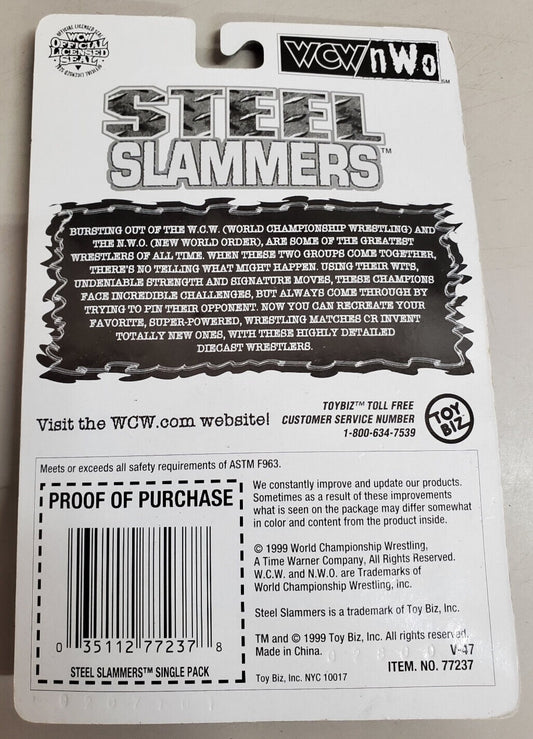 OFFICIAL LICENSED SEAL
WCW
OFFICIAL
LICENSED
SEAL
WCW/nWo
SM
STEEL
SLAMMERS™
BURSTING OUT OF THE W.C.W. (WORLD CHAMPIONSHIP WRESTLING) AND
THE N.W.O. (NEW WORLD ORDER), ARE SOME OF THE GREATEST
WRESTLERS OF ALL TIME. WHEN THESE TWO GROUPS COME TOGETHER,
THERE'S NO TELLING WHAT MIGHT HAPPEN. USING THEIR WITS,
UNDENIABLE STRENGTH AND SIGNATURE MOVES, THESE CHAMPIONS
FACE INCREDIBLE CHALLENGES, BUT ALWAYS COME THROUGH BY
TRYING TO PIN THEIR OPPONENT. NOW YOU CAN RECREATE YOUR
FAVORITE, SUPER-POWERED, WRESTLING MATCHES OR INVENT
TOTALLY NEW ONES, WITH THESE HIGHLY DETAILED
DIECAST WRESTLERS.
Visit the WCW.com website!
TOYBIZ™ TOLL FREE
CUSTOMER SERVICE NUMBER
1-800-634-7539
TOY
BIZ
Meets or exceeds all safety requirements of ASTM F963.
PROOF OF PURCHASE
0 35112 77237 8
STEEL SLAMMERS™ SINGLE PACK
We constantly improve and update our products.
Sometimes as a result of these improvements
what is seen on the package may differ somewhat
in color and content from the product inside.
© 1999 World Championship Wrestling,
A Time Warner Company, All Rights Reserved.
W.C.W. and N.W.O. are Trademarks of
World Championship Wrestling, inc.
Steel Slammers is a trademark of Toy Biz, Inc.
TM and © 1999 Toy Biz, Inc. All rights reserved.
Made in China.
V-47
ITEM NO. 77237
Toy Biz, Inc. NYC 10017